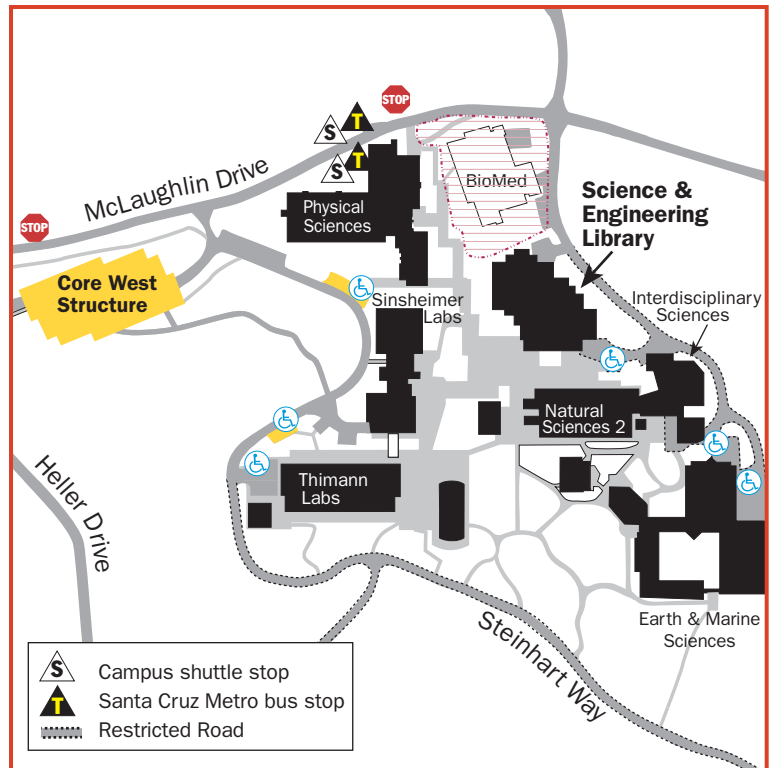 STOP
S
T
S
T
McLaughlin Drive
BioMed
Physical
Sciences
Science &
Engineering
Library
STOP
Core West
Structure
Sinsheimer
Labs
Interdisciplinary
Sciences
Natural
Sciences 2
Thimann
Labs
Heller Drive
Steinhart Way
Earth & Marine
Sciences
S Campus shuttle stop
T Santa Cruz Metro bus stop
Restricted Road